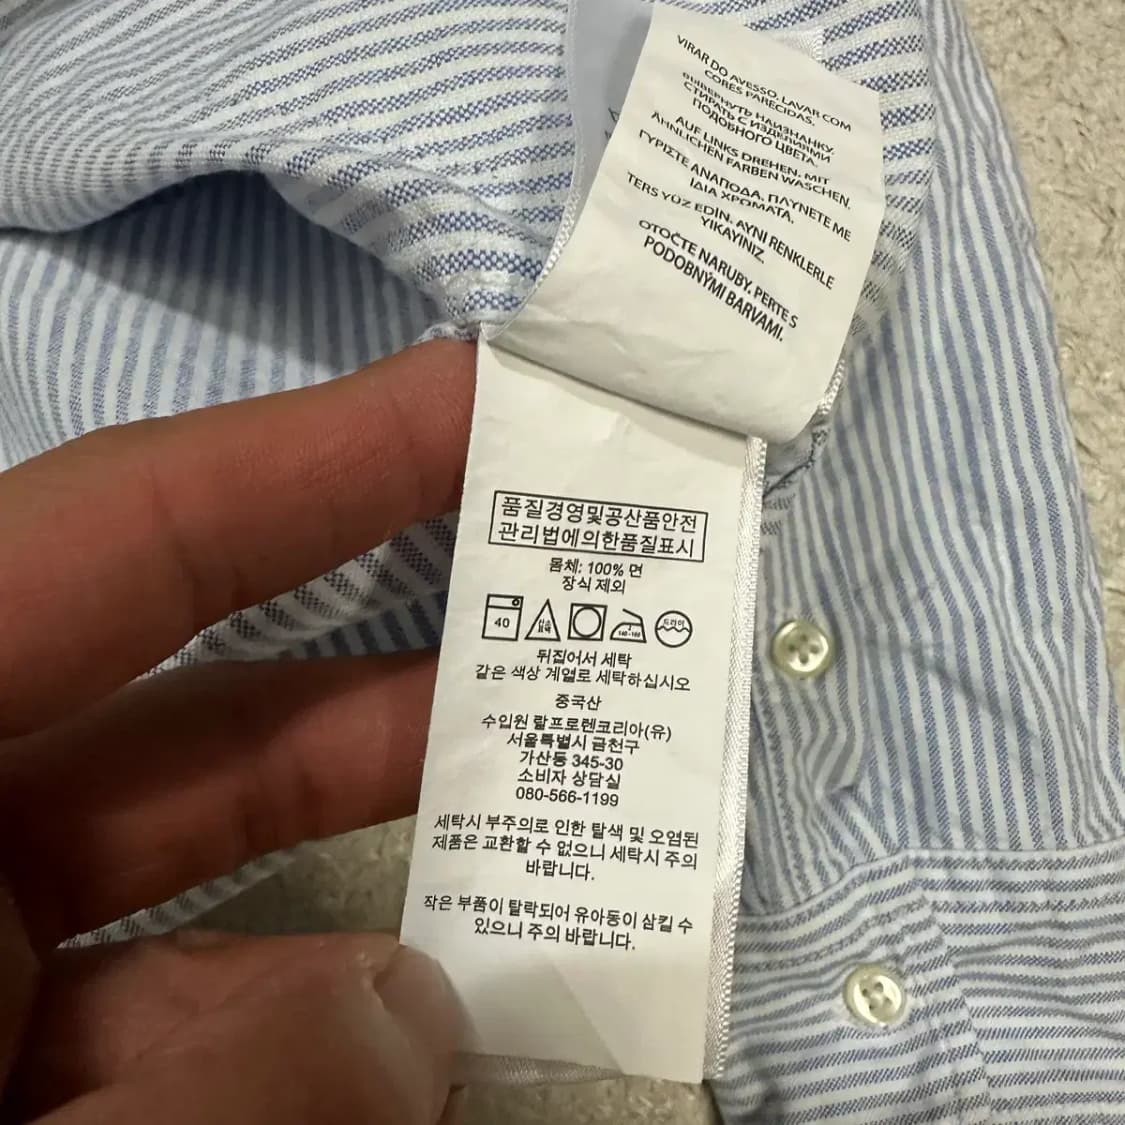 VIRAR DO AVESSO. LAVAR COM
CORES PARECIDAS.
ВЫВЕРНУТЬ НАИЗНАНКУ.
СТИРАТЬ С ИЗДЕЛИЯМИ
ПОДОБНОГО ЦВЕТА.
AUF LINKS DREHEN. MIT
ÄHNLICHEN FARBEN WASCHEN.
ΓΥΡΙΣΤΕ ΑΝΑΠΟΔΑ. ΠΛΥΝΕΤΕ ΜΕ
ΙΔΙΑ ΧΡΩΜΑΤΑ.
TERS YÜZ EDIN. AYNI RENKLERLE
YIKAYINIZ.
OTOČTE NARUBY. PERTE S
PODOBNÝMI BARVAMI.
품질경영및공산품안전
관리법에의한품질표시
몸체: 100% 면
장식 제외
40 산소 표백 140-160 드라이
뒤집어서 세탁
같은 색상 계열로 세탁하십시오
중국산
수입원 랄프로렌코리아(유)
서울특별시 금천구
가산동 345-30
소비자 상담실
080-566-1199
세탁시 부주의로 인한 탈색 및 오염된
제품은 교환할 수 없으니 세탁시 주의
바랍니다.
작은 부품이 탈락되어 유아동이 삼킬 수
있으니 주의 바랍니다.